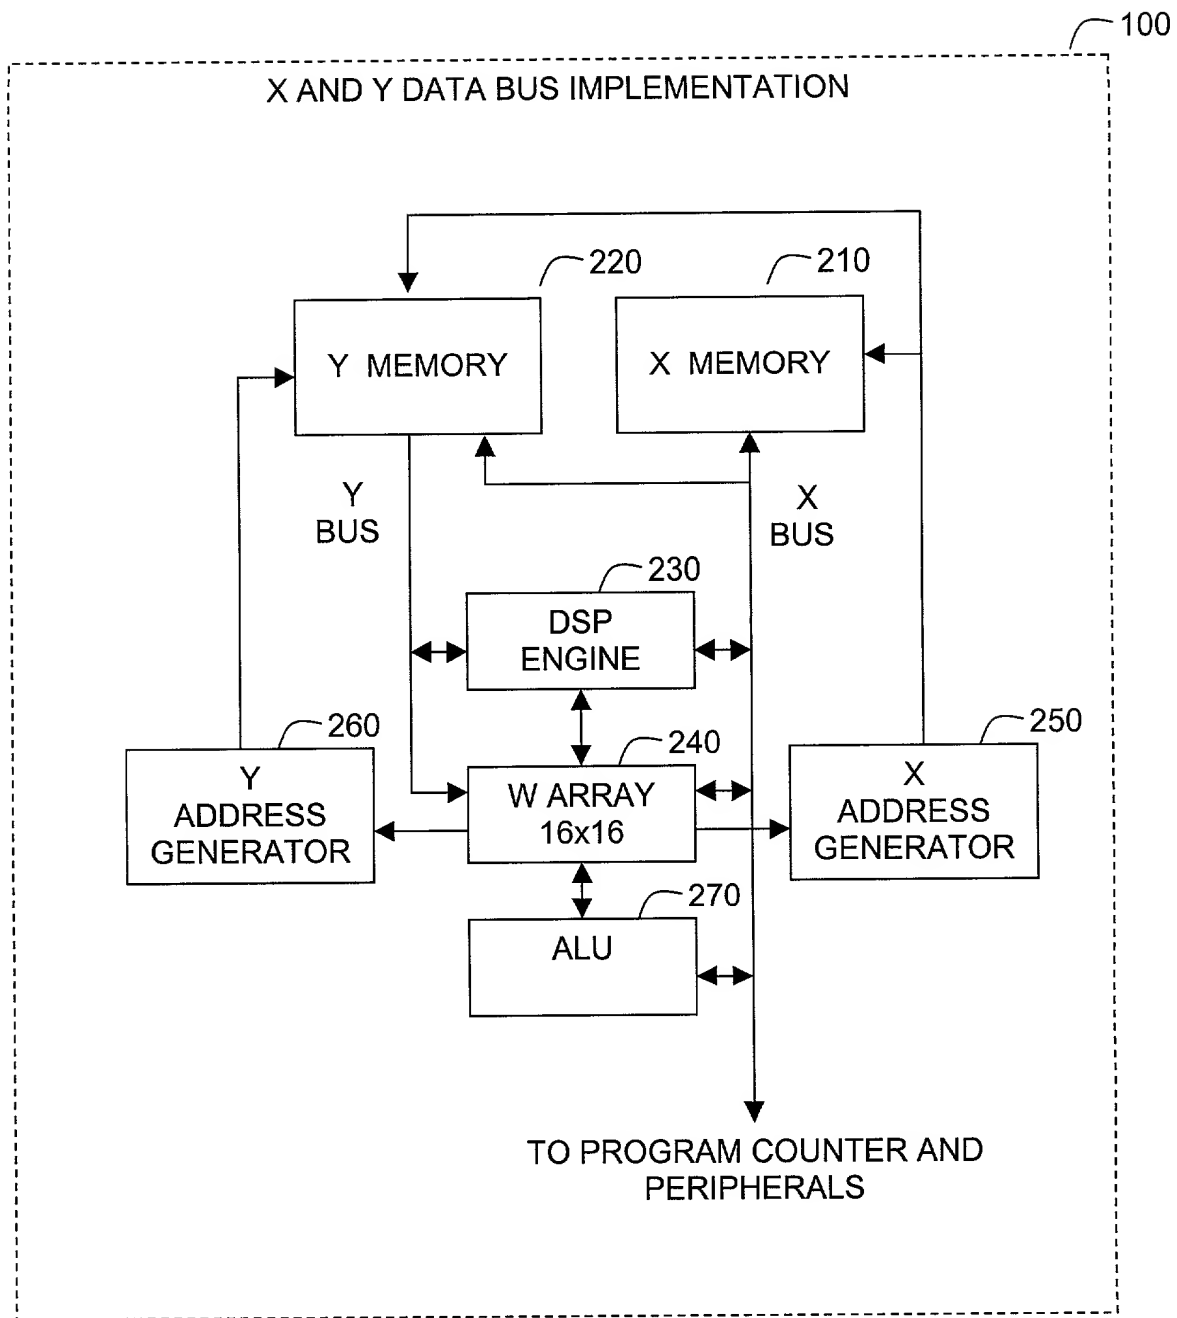 100
X AND Y DATA BUS IMPLEMENTATION
220
210
Y MEMORY
X MEMORY
Y
BUS
X
BUS
230
DSP
ENGINE
260
Y
ADDRESS
GENERATOR
240
W ARRAY
16x16
250
X
ADDRESS
GENERATOR
270
ALU
TO PROGRAM COUNTER AND
PERIPHERALS